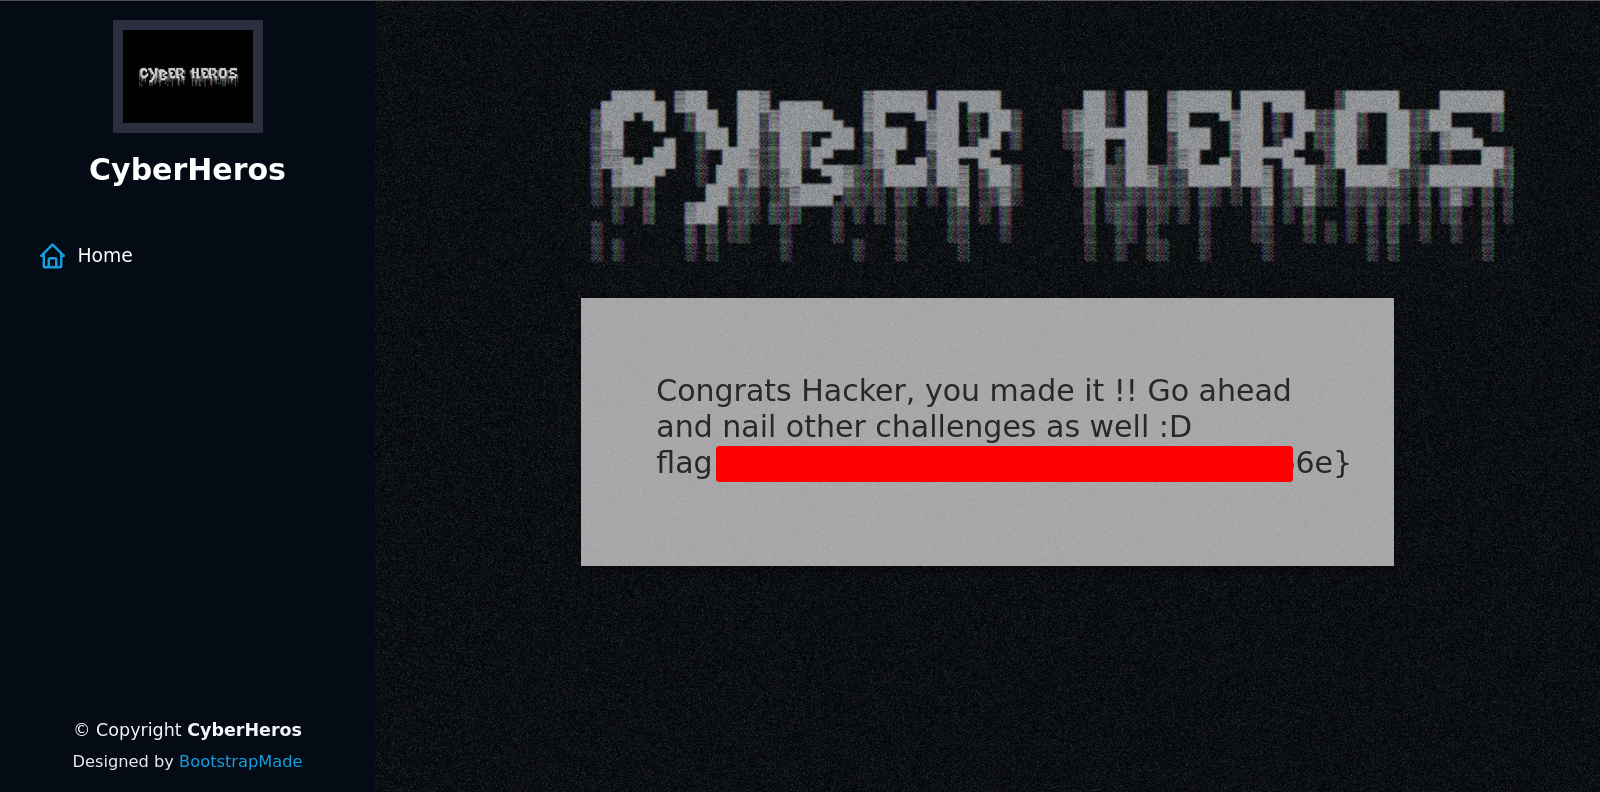 CYBER HEROS
CyberHeros
Home
© Copyright CyberHeros
Designed by BootstrapMade
CYBER HEROS
Congrats Hacker, you made it !! Go ahead
and nail other challenges as well :D
flag 6e}